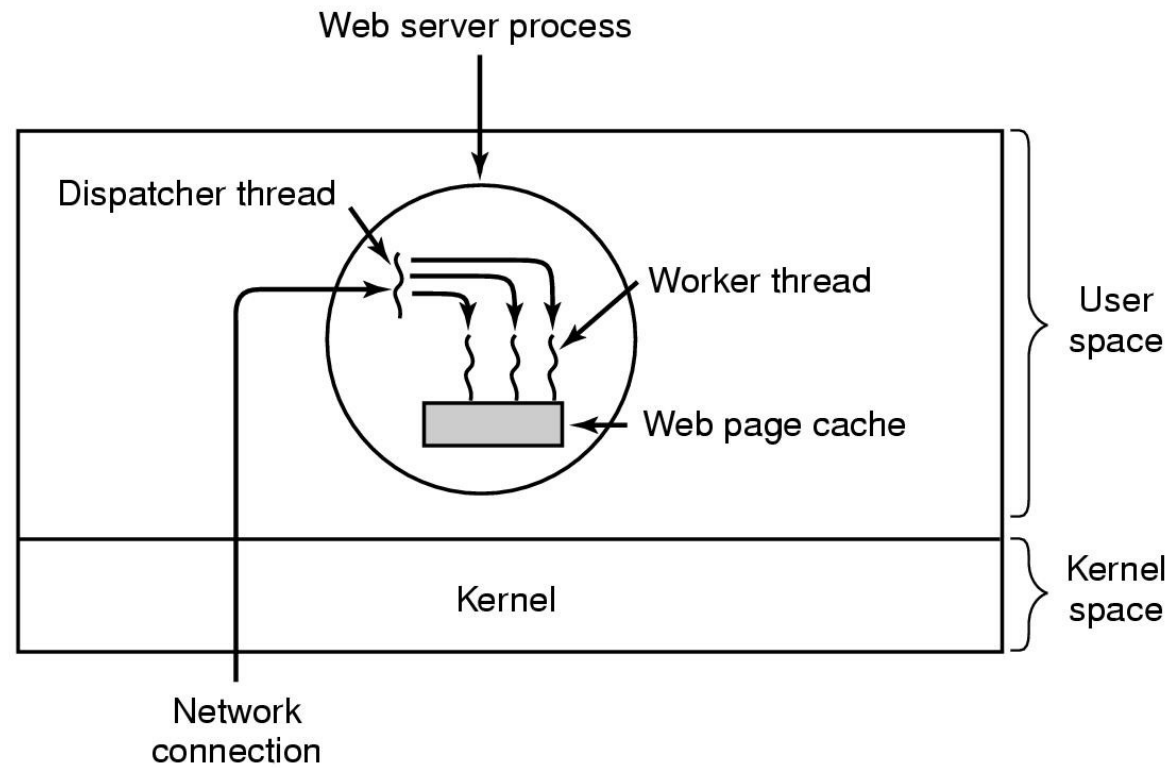 Web server process
Dispatcher thread
Worker thread
Web page cache
User
space
Kernel
Kernel
space
Network
connection